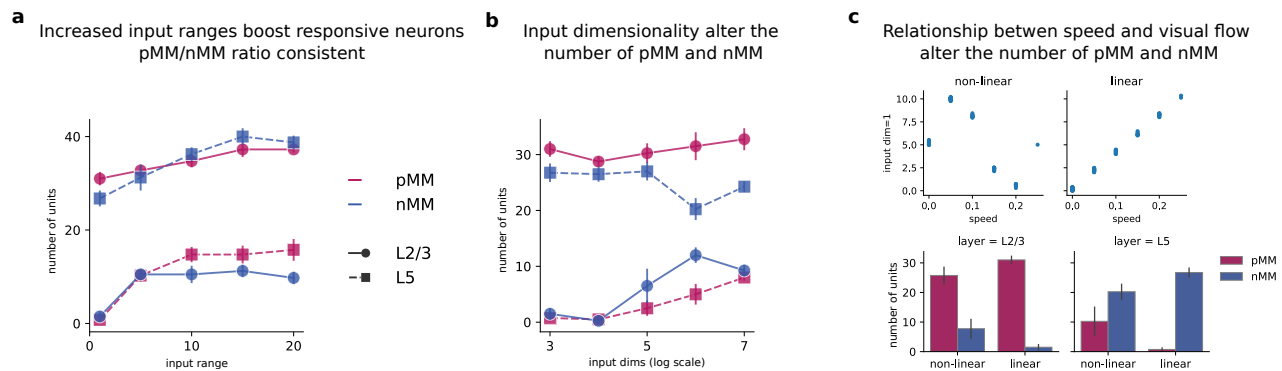 a
Increased input ranges boost responsive neurons
pMM/nMM ratio consistent
number of units
40
20
0
0
10
20
input range
pMM
nMM
L2/3
L5
b
Input dimensionality alter the
number of pMM and nMM
number of units
30
20
10
0
3
4
5
6
7
input dims (log scale)
c
Relationship betwen speed and visual flow
alter the number of pMM and nMM
non-linear
linear
input dim=1
10.0
7.5
5.0
2.5
0.0
0,0
0,1
0,2
speed
0,0
0,1
0,2
speed
layer = L2/3
layer = L5
number of units
30
20
10
0
non-linear
linear
non-linear
linear
pMM
nMM